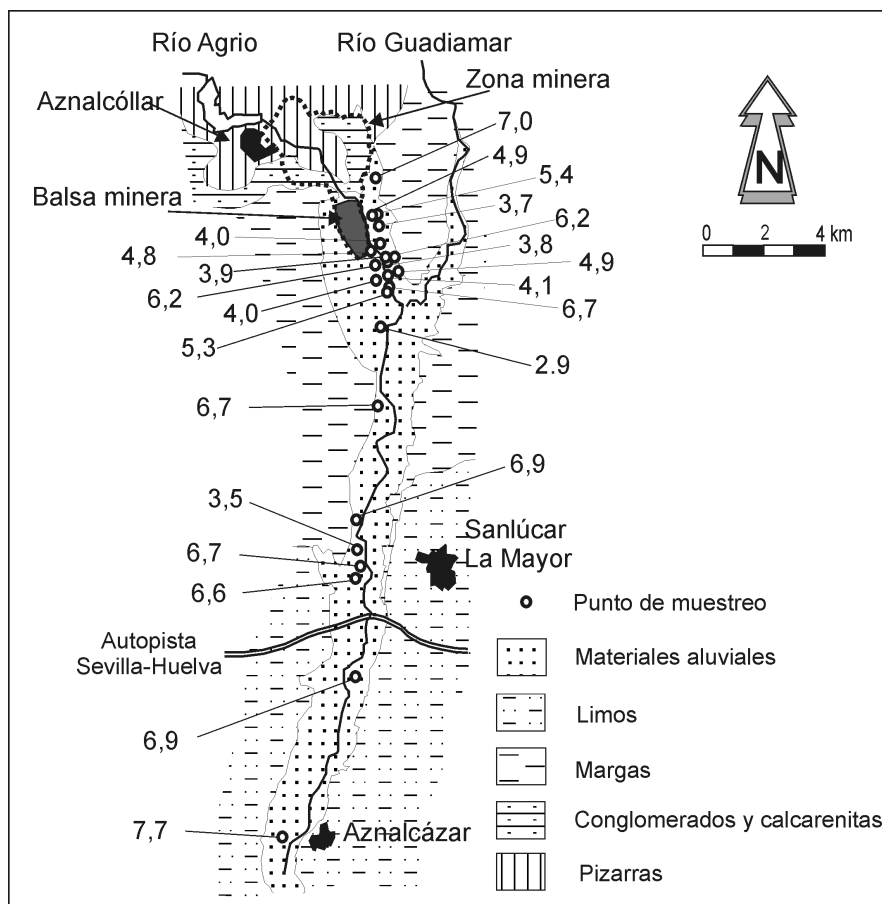 Río Agrio
Río Guadiamar
Aznalcóllar
Zona minera
7,0
4,9
5,4
Balsa minera
3,7
6,2
4,0
3,8
4,8
3,9
4,9
6,2
4,1
4,0
6,7
5,3
2.9
6,7
6,9
3,5
Sanlúcar
La Mayor
6,7
6,6
Autopista
Sevilla-Huelva
6,9
7,7
Aznalcázar
N
0 2 4 km
Punto de muestreo
Materiales aluviales
Limos
Margas
Conglomerados y calcarenitas
Pizarras